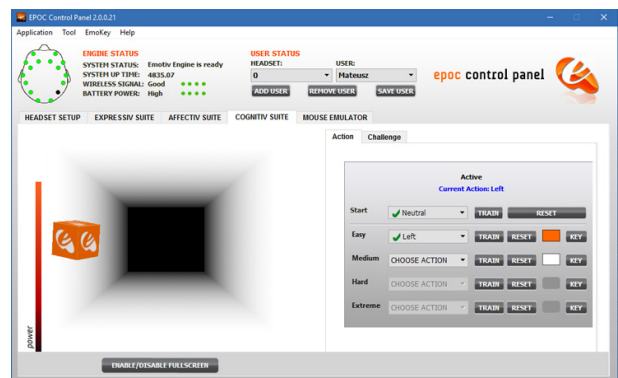 EPOC Control Panel 2.0.0.21
Application Tool EmoKey Help
ENGINE STATUS
SYSTEM STATUS: Emotiv Engine is ready
SYSTEM UP TIME: 4835.07
WIRELESS SIGNAL: Good
BATTERY POWER: High
USER STATUS
HEADSET: USER:
0 Mateusz
ADD USER REMOVE USER SAVE USER
epoc control panel
HEADSET SETUP EXPRESSIV SUITE AFFECTIV SUITE COGNITIV SUITE MOUSE EMULATOR
Action Challenge
Active
Current Action: Left
Start Neutral TRAIN RESET
Easy Left TRAIN RESET KEY
Medium CHOOSE ACTION TRAIN RESET KEY
Hard CHOOSE ACTION TRAIN RESET KEY
Extreme CHOOSE ACTION TRAIN RESET KEY
power
ENABLE/DISABLE FULLSCREEN